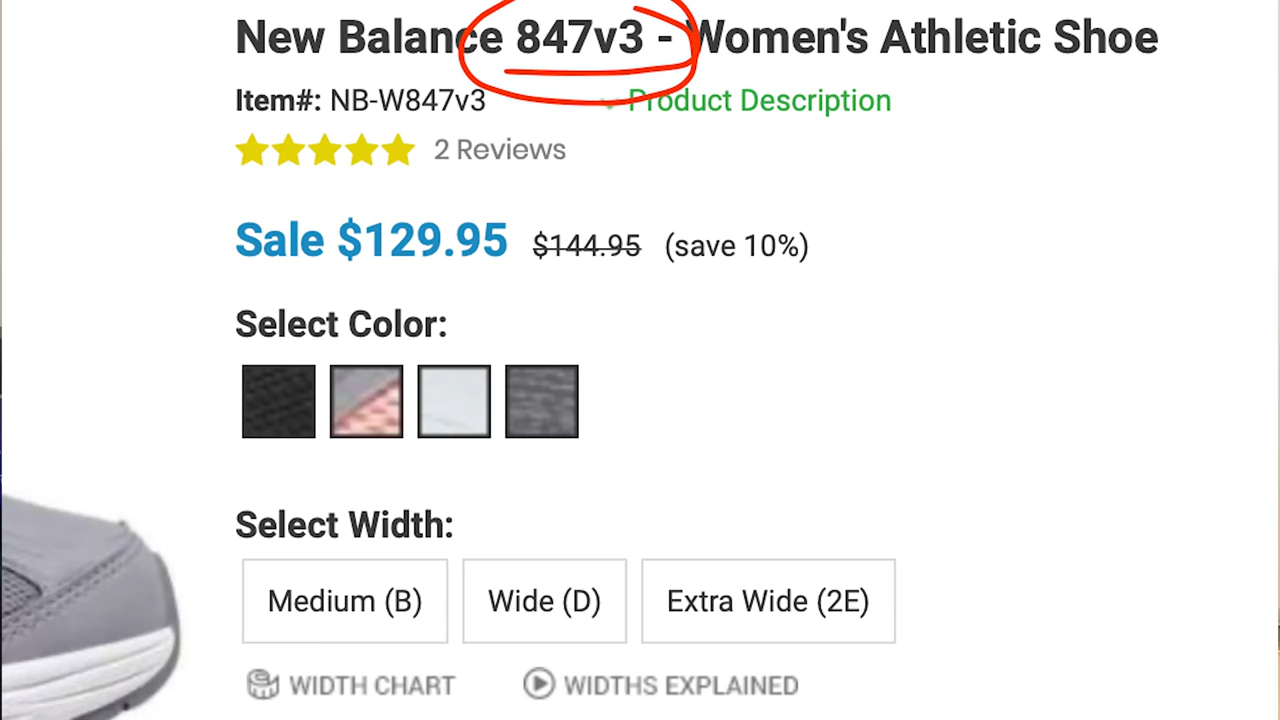 New Balance 847v3 - Women's Athletic Shoe
Item#: NB-W847v3 Product Description
2 Reviews
Sale $129.95 $144.95 (save 10%)
Select Color:
Select Width:
Medium (B) Wide (D) Extra Wide (2E)
WIDTH CHART WIDTHS EXPLAINED